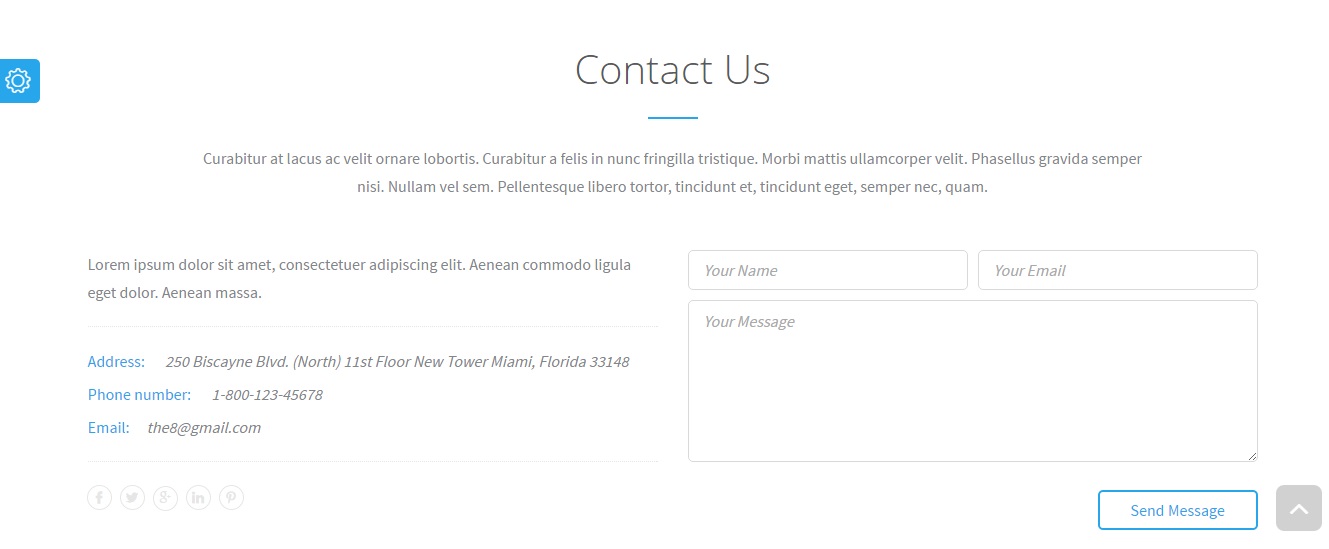 Contact Us
Curabitur at lacus ac velit ornare lobortis. Curabitur a felis in nunc fringilla tristique. Morbi mattis ullamcorper velit. Phasellus gravida semper
nisi. Nullam vel sem. Pellentesque libero tortor, tincidunt et, tincidunt eget, semper nec, quam.
Lorem ipsum dolor sit amet, consectetuer adipiscing elit. Aenean commodo ligula
eget dolor. Aenean massa.
Address: 250 Biscayne Blvd. (North) 11st Floor New Tower Miami, Florida 33148
Phone number: 1-800-123-45678
Email: the8@gmail.com
Your Name
Your Email
Your Message
Send Message